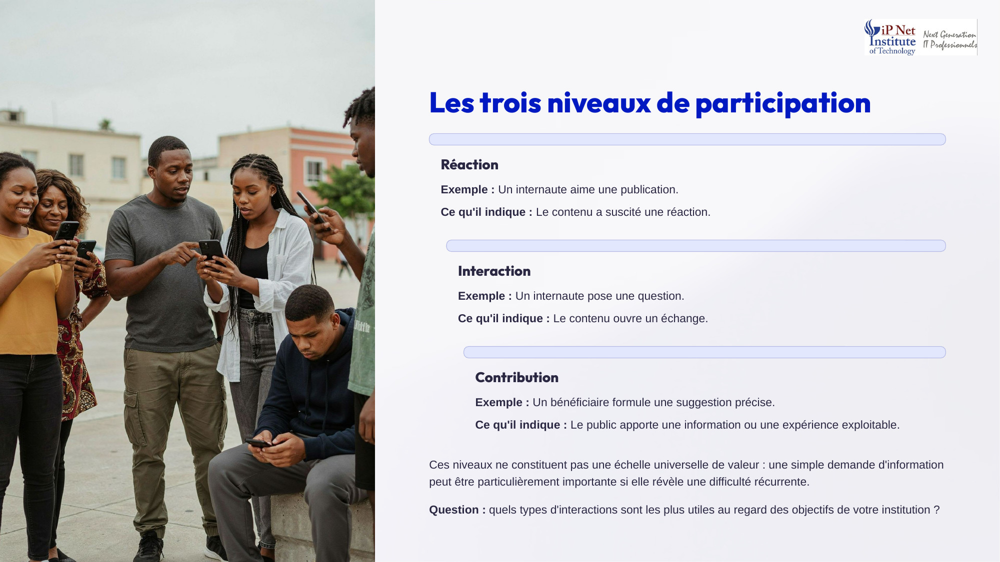 iP Net
Institute
of Technology
Next Generation
IT Professionnels
Les trois niveaux de participation
Réaction
Exemple : Un internaute aime une publication.
Ce qu'il indique : Le contenu a suscité une réaction.
Interaction
Exemple : Un internaute pose une question.
Ce qu'il indique : Le contenu ouvre un échange.
Contribution
Exemple : Un bénéficiaire formule une suggestion précise.
Ce qu'il indique : Le public apporte une information ou une expérience exploitable.
Ces niveaux ne constituent pas une échelle universelle de valeur : une simple demande d'information
peut être particulièrement importante si elle révèle une difficulté récurrente.
Question : quels types d'interactions sont les plus utiles au regard des objectifs de votre institution ?